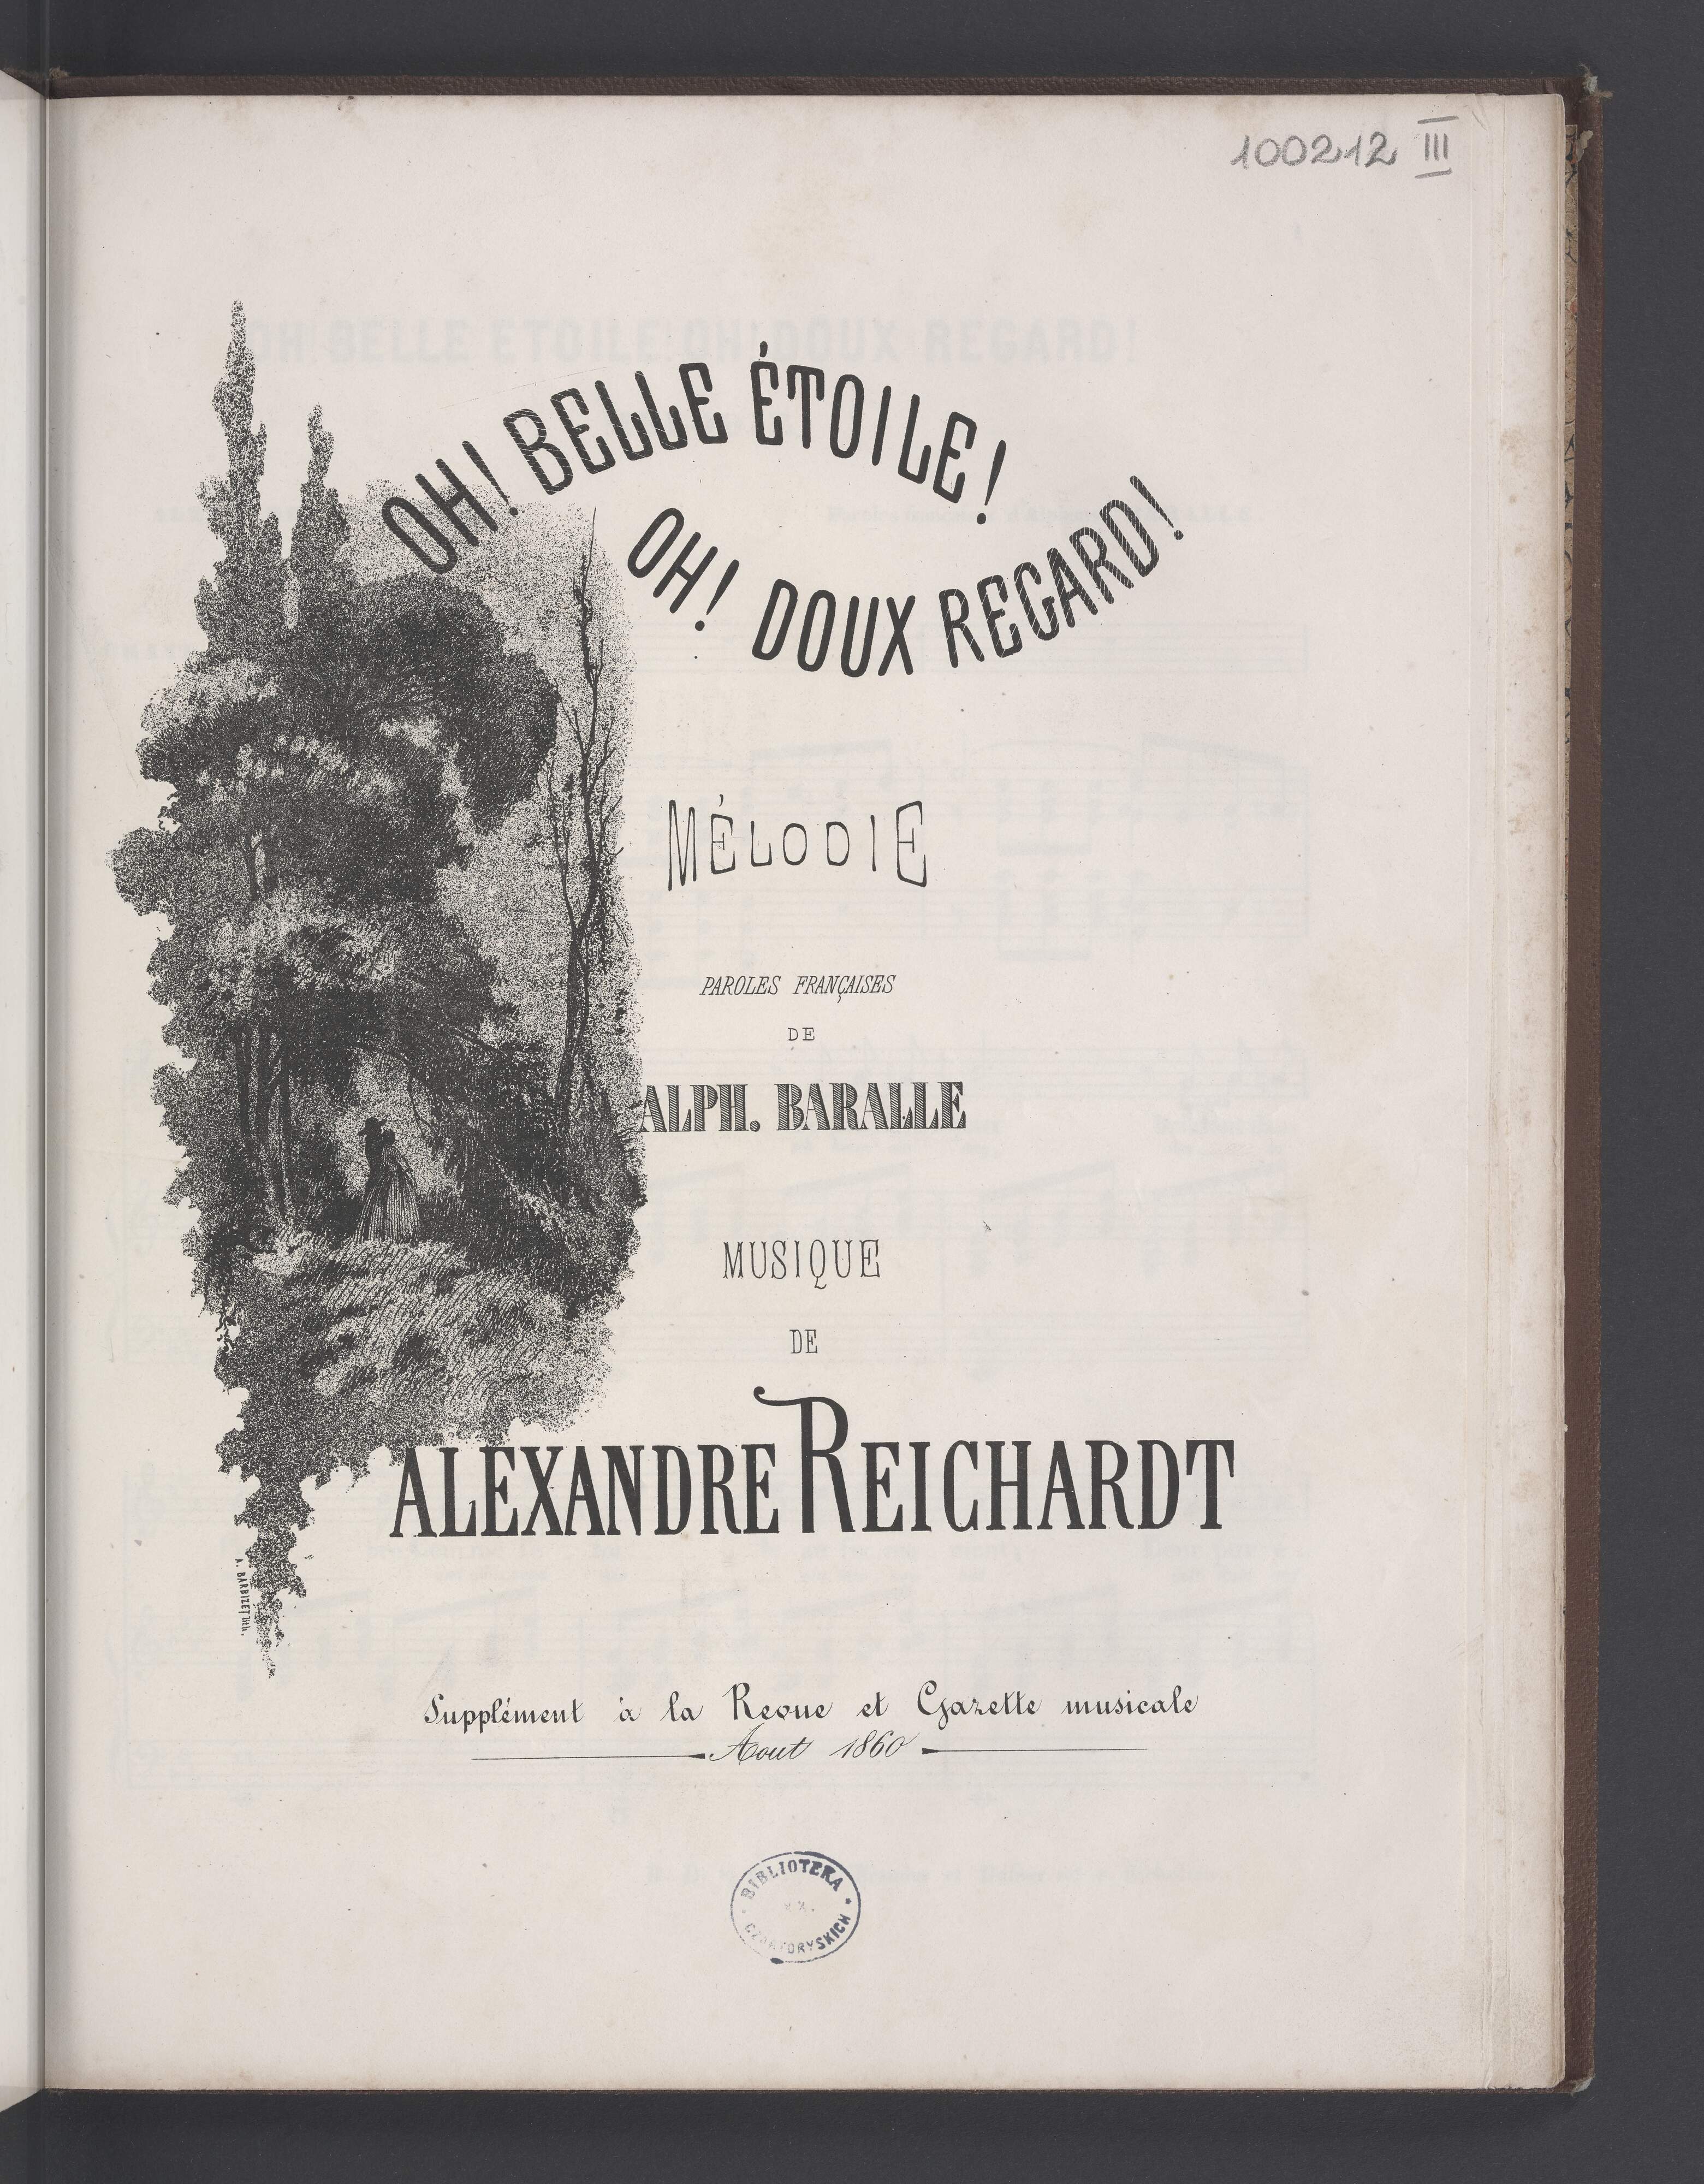 100212 III
OH! BELLE ÉTOILE!
OH! DOUX REGARD!
MÉLODIE
PAROLES FRANÇAISES
DE
ALPH. BARALLE
MUSIQUE
DE
ALEXANDRE REICHARDT
A. BARBIZET lith.
Supplément à la Revue et Gazette musicale
Aout 1860
BIBLIOTEKA
XX.
CZARTORYSKICH